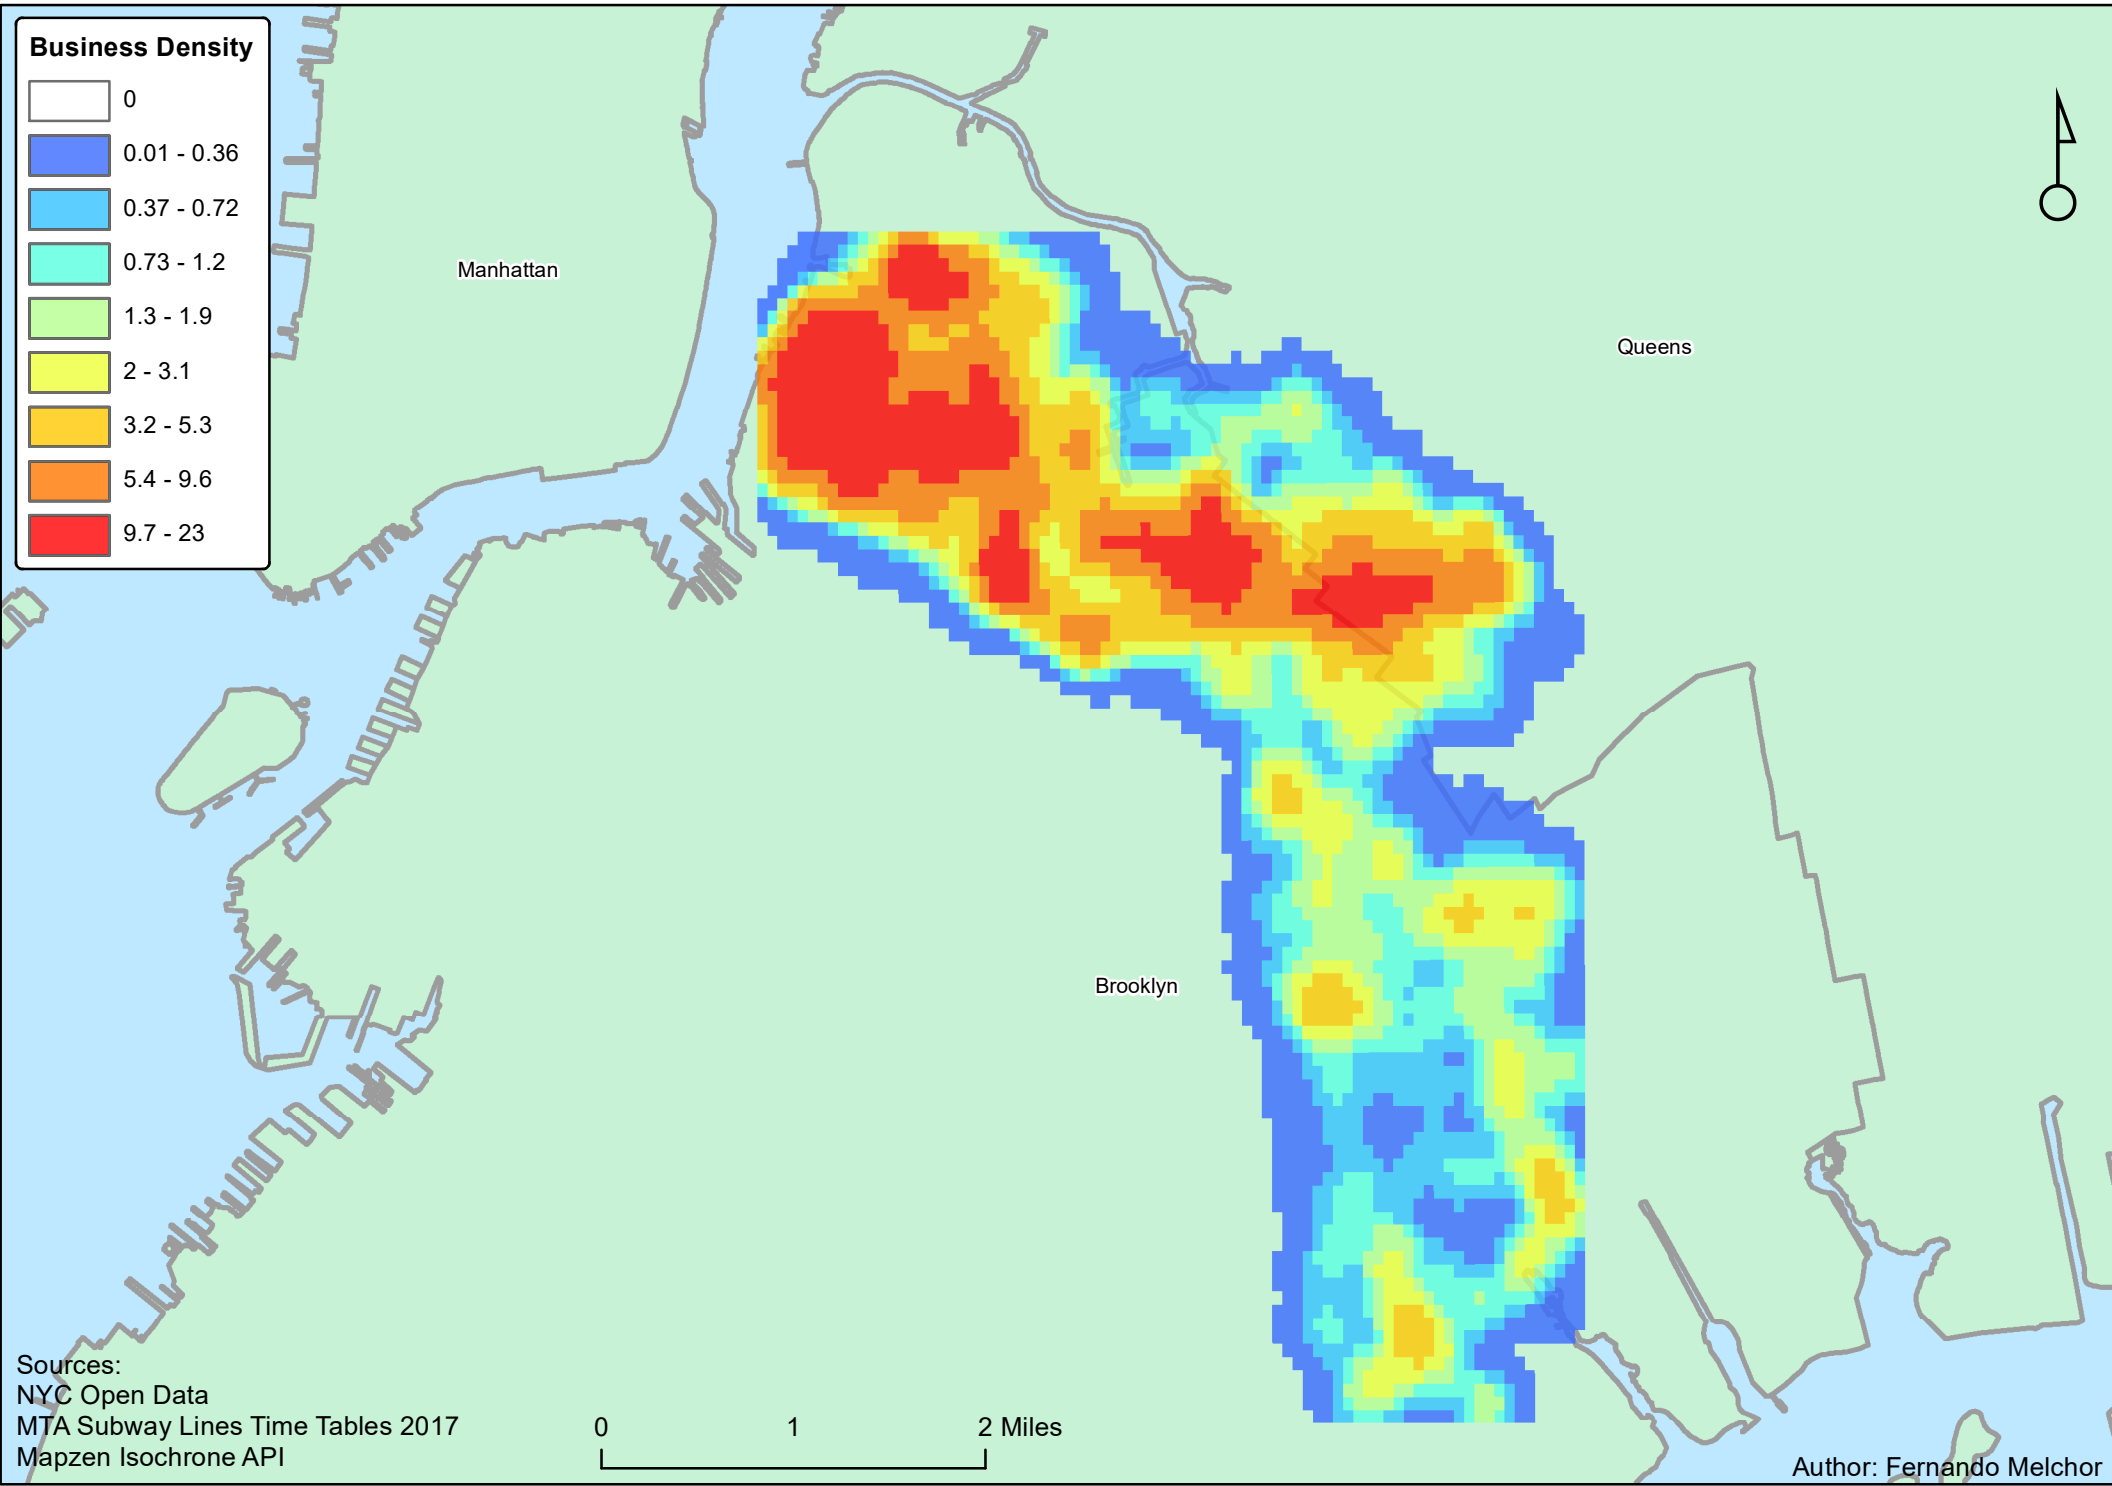 Business Density
0
0.01 - 0.36
0.37 - 0.72
0.73 - 1.2
1.3 - 1.9
2 - 3.1
3.2 - 5.3
5.4 - 9.6
9.7 - 23
Manhattan
Queens
Brooklyn
Sources:
NYC Open Data
MTA Subway Lines Time Tables 2017
Mapzen Isochrone API
0 1 2 Miles
Author: Fernando Melchor